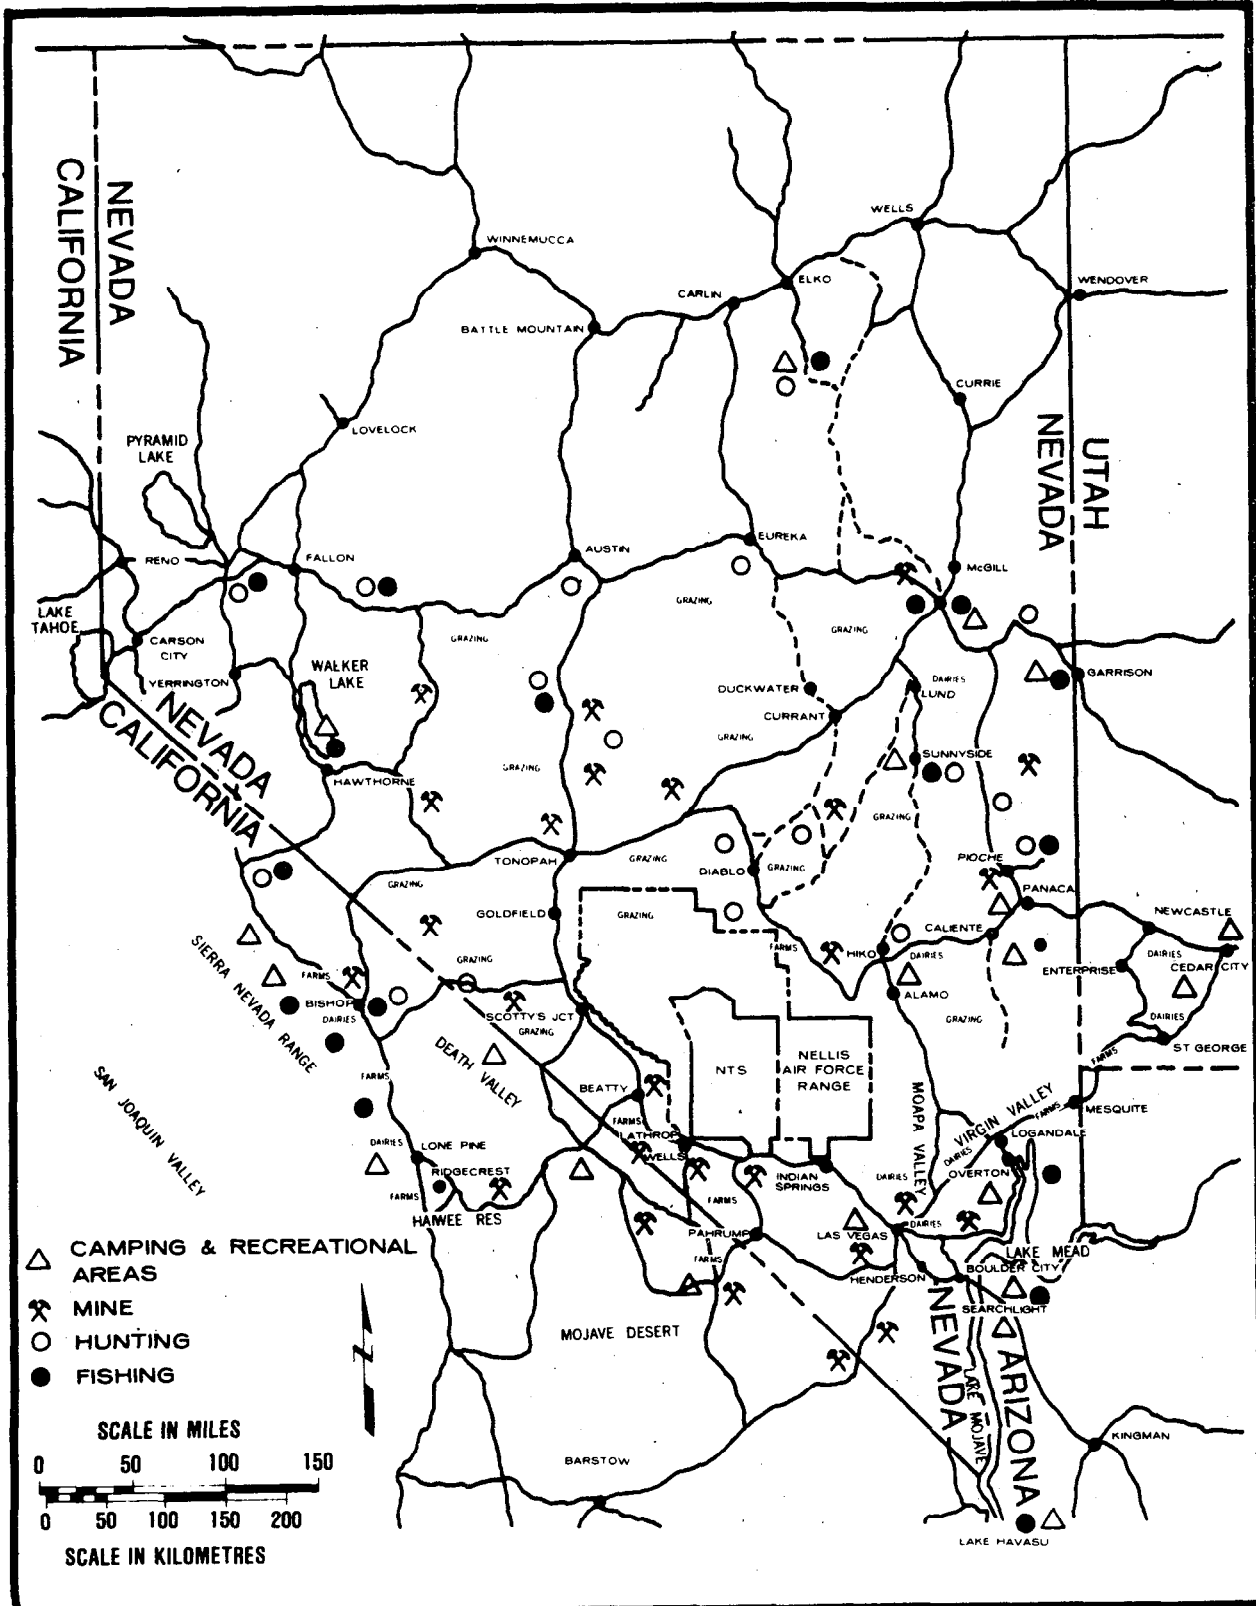 NEVADA
CALIFORNIA
WELLS
WINNEMUCCA
ELKO
WENDOVER
CARLIN
BATTLE MOUNTAIN
CURRIE
LOVELOCK
PYRAMID
LAKE
UTAH
NEVADA
EUREKA
AUSTIN
RENO
FALLON
McGILL
GRAZING
LAKE
TAHOE
GRAZING
GRAZING
CARSON
CITY
WALKER
LAKE
YERRINGTON
GARRISON
DAIRIES
LUND
DUCKWATER
NEVADA
CALIFORNIA
CURRANT
GRAZING
SUNNYSIDE
GRAZING
HAWTHORNE
GRAZING
TONOPAH
GRAZING
PIOCHE
DIABLO
GRAZING
GRAZING
PANACA
GOLDFIELD
GRAZING
NEWCASTLE
CALIENTE
SIERRA NEVADA RANGE
FARMS
HIKO
DAIRIES
GRAZING
ENTERPRISE
DAIRIES
CEDAR CITY
FARMS
BISHOP
DAIRIES
ALAMO
SCOTTY'S JCT
GRAZING
GRAZING
DAIRIES
ST GEORGE
DEATH VALLEY
NTS
NELLIS
AIR FORCE
RANGE
FARMS
SAN JOAQUIN VALLEY
FARMS
BEATTY
MOAPA VALLEY
VIRGIN VALLEY
FARMS
MESQUITE
FARMS
LATHROP
WELLS
LOGANDALE
DAIRIES
LONE PINE
DAIRIES
OVERTON
RIDGECREST
INDIAN
SPRINGS
DAIRIES
FARMS
FARMS
HAIWEE RES
DAIRIES
PAHRUMP
LAS VEGAS
FARMS
LAKE MEAD
BOULDER CITY
HENDERSON
SEARCHLIGHT
NEVADA
ARIZONA
LAKE MOJAVE
MOJAVE DESERT
KINGMAN
BARSTOW
LAKE HAVASU
CAMPING & RECREATIONAL
AREAS
MINE
HUNTING
FISHING
N
SCALE IN MILES
0 50 100 150
0 50 100 150 200
SCALE IN KILOMETRES